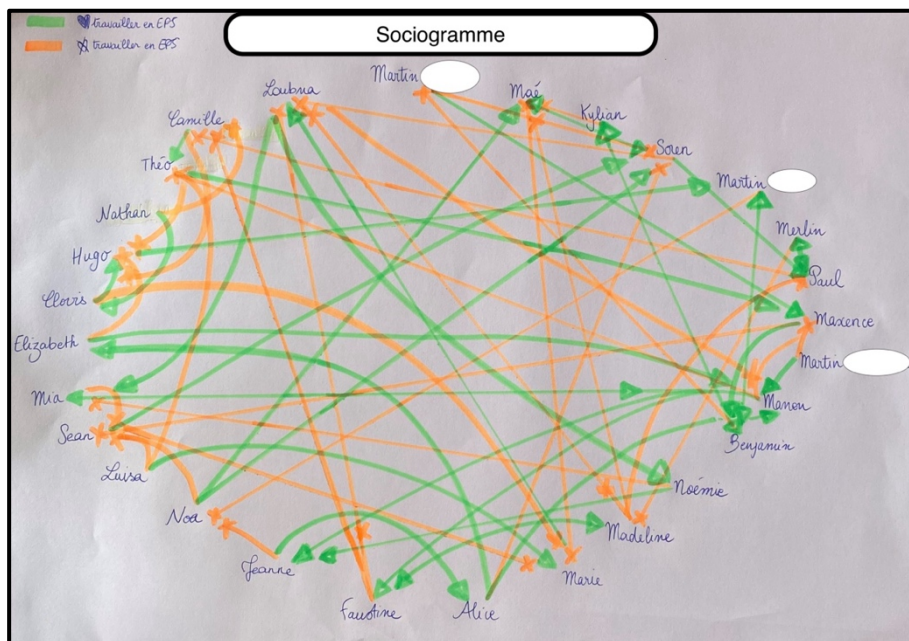 Sociogramme
♥ travailler en EPS
travailler en EPS
Martin
Maé
Loubna
Kylian
Camille
Soren
Théo
Martin
Nathan
Merlin
Hugo
Paul
Clovis
Maxence
Elizabeth
Martin
Mia
Manon
Sean
Benjamin
Luisa
Noémie
Noa
Madeline
Jeanne
Marie
Faustine
Alice